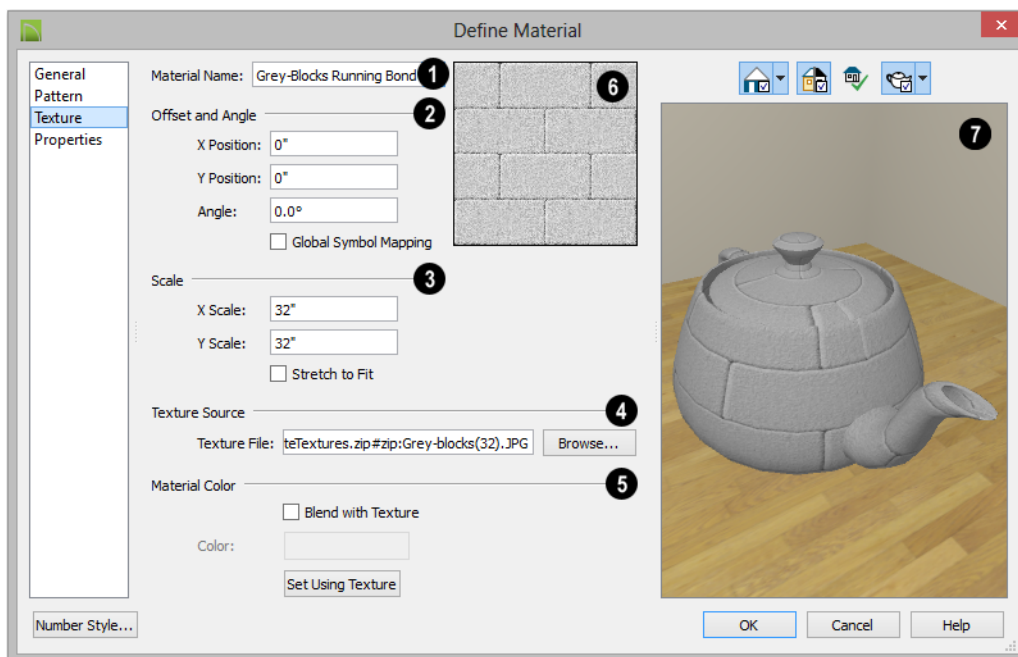 Define Material
General
Pattern
Texture
Properties
Material Name: Grey-Blocks Running Bond 1
Offset and Angle 2
X Position: 0"
Y Position: 0"
Angle: 0.0°
Global Symbol Mapping
Scale 3
X Scale: 32"
Y Scale: 32"
Stretch to Fit
Texture Source 4
Texture File: teTextures.zip#zip:Grey-blocks(32).JPG Browse...
Material Color 5
Blend with Texture
Color:
Set Using Texture
6
7
Number Style...
OK Cancel Help